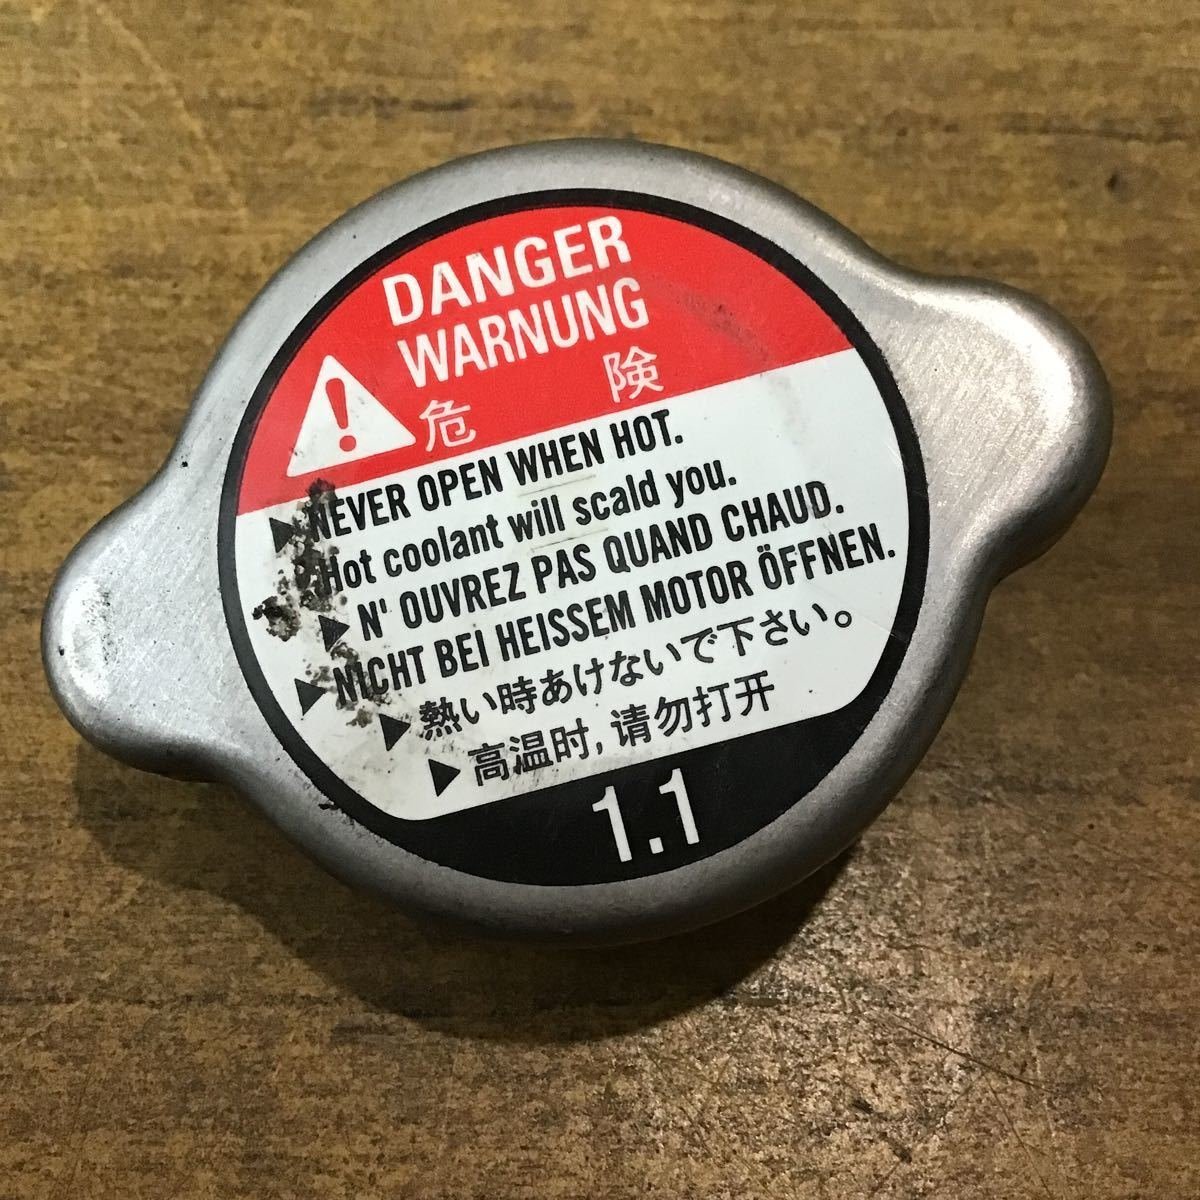 DANGER
WARNUNG
危 険
▶ NEVER OPEN WHEN HOT.
Hot coolant will scald you.
▶ N' OUVREZ PAS QUAND CHAUD.
▶ NICHT BEI HEISSEM MOTOR ÖFFNEN.
▶ 熱い時あけないで下さい。
▶ 高温时, 请勿打开
1.1